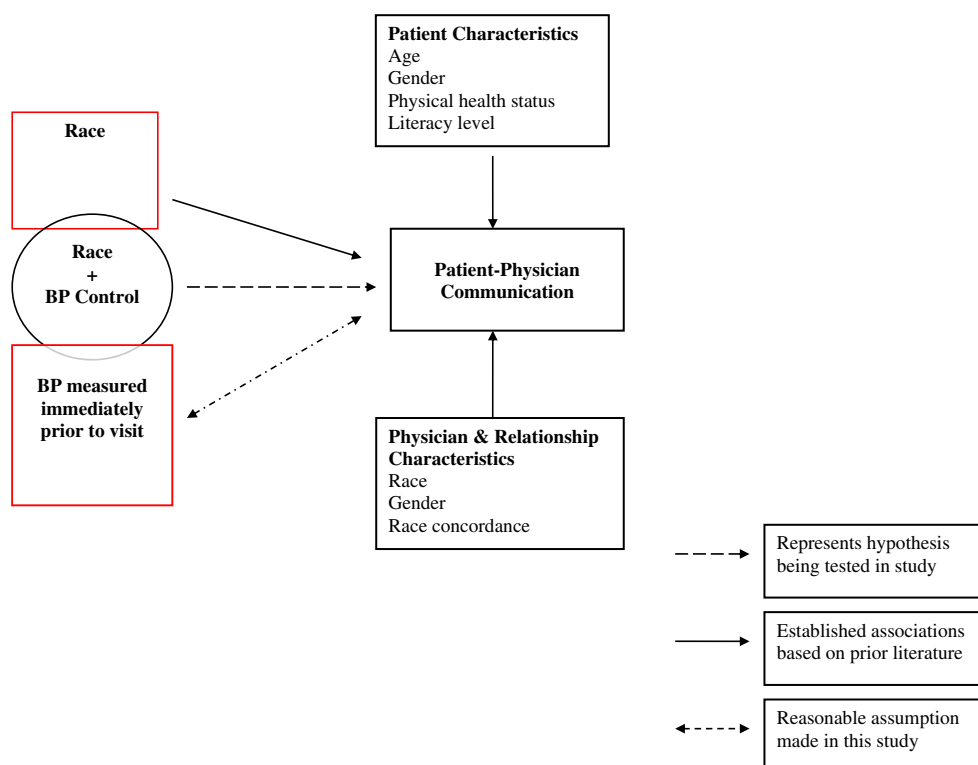 Patient Characteristics
Age
Gender
Physical health status
Literacy level
Race
Race
+
BP Control
Patient-Physician
Communication
BP measured
immediately
prior to visit
Physician & Relationship
Characteristics
Race
Gender
Race concordance
Represents hypothesis
being tested in study
Established associations
based on prior literature
Reasonable assumption
made in this study